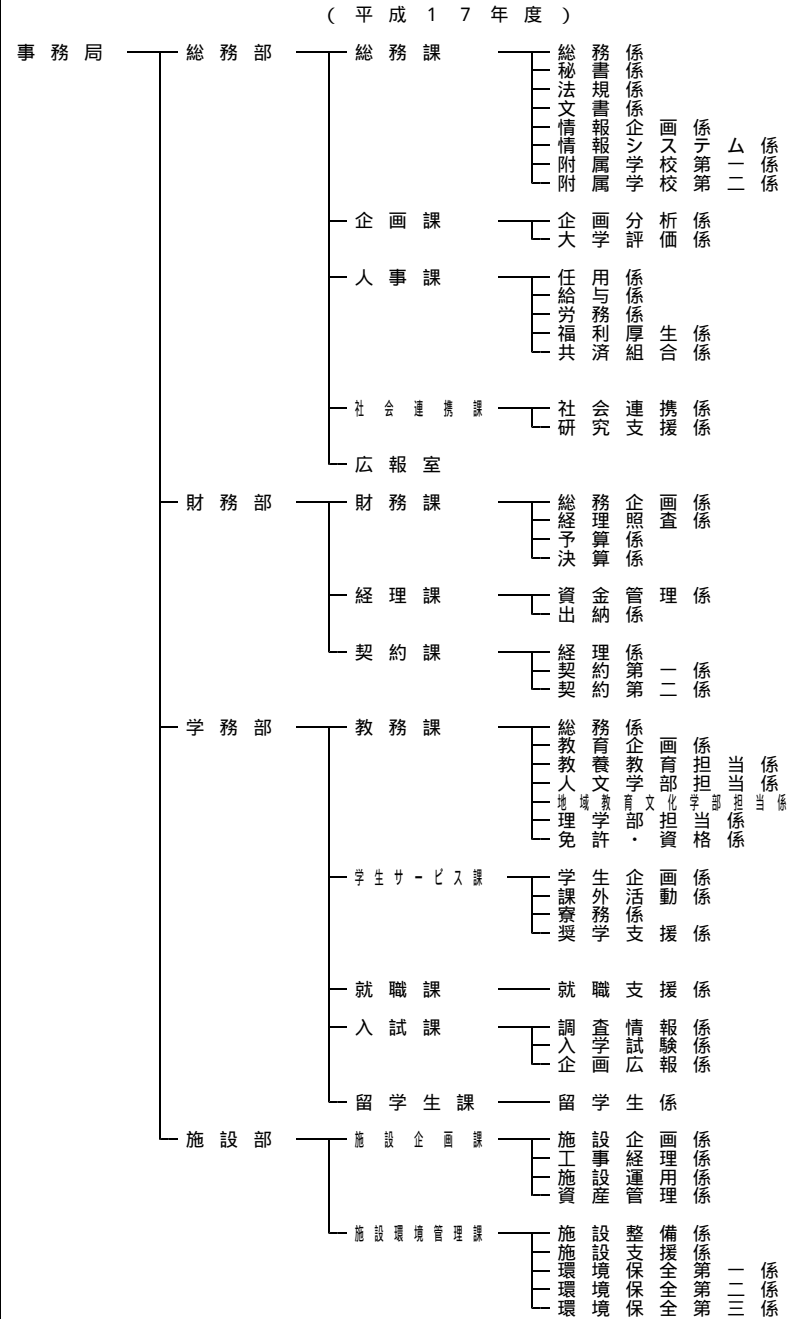 (平成17年度)
事務局 総務部 総務課 総務係
秘書係
法規係
文書係
情報企画係
情報システム係
附属学校第一係
附属学校第二係
企画課 企画分析係
大学評価係
人事課 任用係
給与係
労務係
福利厚生係
共済組合係
社会連携課 社会連携係
研究支援係
広報室
財務部 財務課 総務企画係
経理照査係
予算係
決算係
経理課 資金管理係
出納係
契約課 経理係
契約第一係
契約第二係
学務部 教務課 総務係
教育企画係
教養教育担当係
人文学部担当係
地域教育文化学部担当係
理学部担当係
免許・資格係
学生サービス課 学生企画係
課外活動係
寮務係
奨学支援係
就職課 就職支援係
入試課 調査情報係
入学試験係
企画広報係
留学生課 留学生係
施設部 施設企画課 施設企画係
工事経理係
施設運用係
資産管理係
施設環境管理課 施設整備係
施設支援係
環境保全第一係
環境保全第二係
環境保全第三係